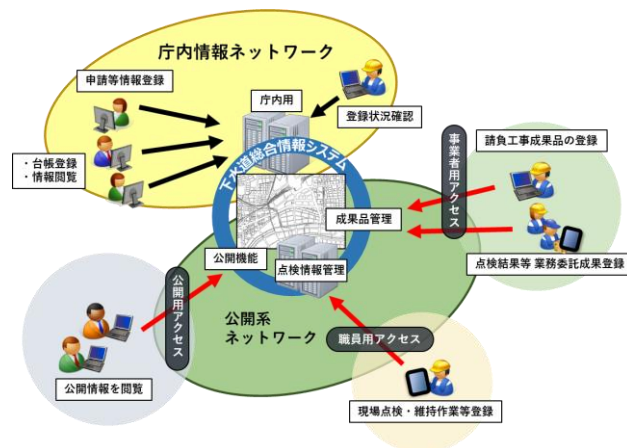 庁内情報ネットワーク
申請等情報登録
庁内用
登録状況確認
・台帳登録
・情報閲覧
下水道総合情報システム
事業者用アクセス
請負工事成果品の登録
成果品管理
点検結果等 業務委託成果登録
公開機能
点検情報管理
公開用アクセス
公開系
ネットワーク
職員用アクセス
公開情報を閲覧
現場点検・維持作業等登録